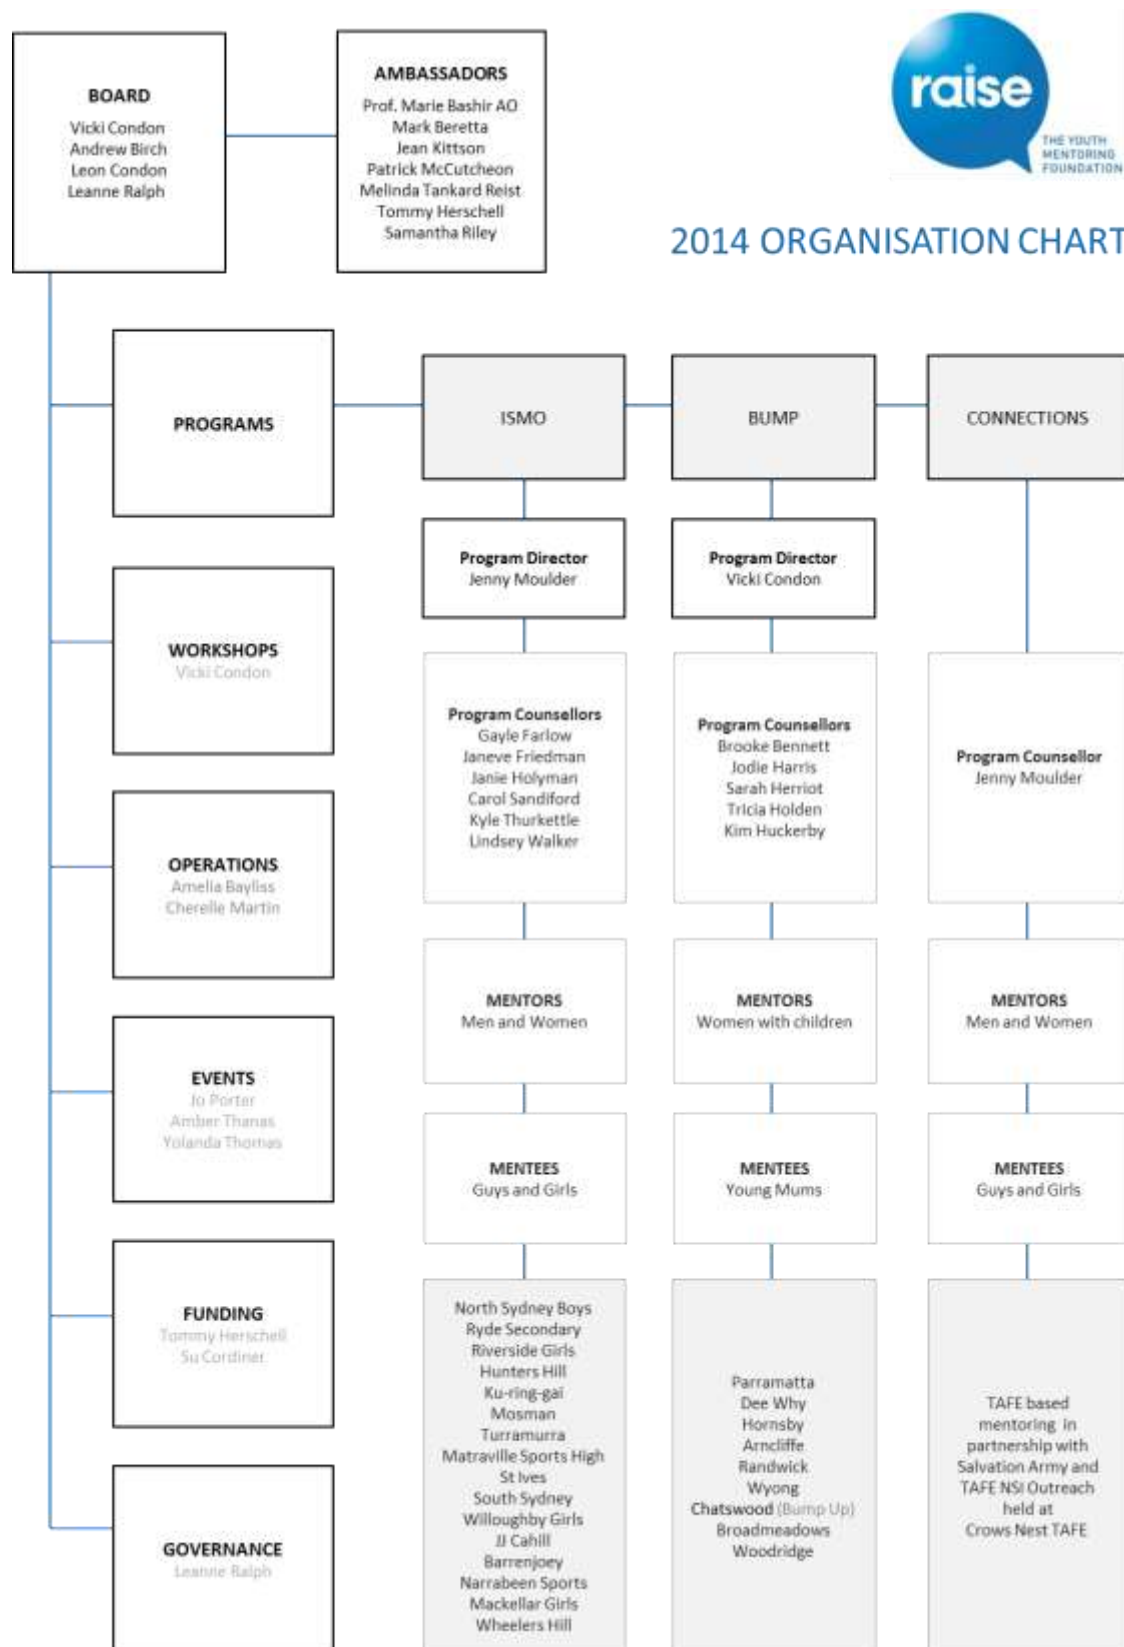 BOARD
Vicki Condon
Andrew Birch
Leon Condon
Leanne Ralph
AMBASSADORS
Prof. Marie Bashir AO
Mark Beretta
Jean Kittson
Patrick McCutcheon
Melinda Tankard Reist
Tommy Herschell
Samantha Riley
raise
THE YOUTH
MENTORING
FOUNDATION
2014 ORGANISATION CHART
PROGRAMS
ISMO
BUMP
CONNECTIONS
Program Director
Jenny Moulder
Program Director
Vicki Condon
WORKSHOPS
Vicki Condon
Program Counsellors
Gayle Farlow
Janeve Friedman
Janie Holyman
Carol Sandiford
Kyle Thurkettle
Lindsey Walker
Program Counsellors
Brooke Bennett
Jodie Harris
Sarah Herriot
Tricia Holden
Kim Huckerby
Program Counsellor
Jenny Moulder
OPERATIONS
Amelia Bayliss
Cherelle Martin
MENTORS
Men and Women
MENTORS
Women with children
MENTORS
Men and Women
EVENTS
Jo Porter
Amber Thanas
Yolanda Thomas
MENTEES
Guys and Girls
MENTEES
Young Mums
MENTEES
Guys and Girls
FUNDING
Tommy Herschell
Su Cordiner
North Sydney Boys
Ryde Secondary
Riverside Girls
Hunters Hill
Ku-ring-gai
Mosman
Turramurra
Matraville Sports High
St Ives
South Sydney
Willoughby Girls
JJ Cahill
Barrenjoey
Narrabeen Sports
Mackellar Girls
Wheelers Hill
Parramatta
Dee Why
Hornsby
Arncliffe
Randwick
Wyong
Chatswood (Bump Up)
Broadmeadows
Woodridge
TAFE based
mentoring in
partnership with
Salvation Army and
TAFE NSI Outreach
held at
Crows Nest TAFE
GOVERNANCE
Leanne Ralph